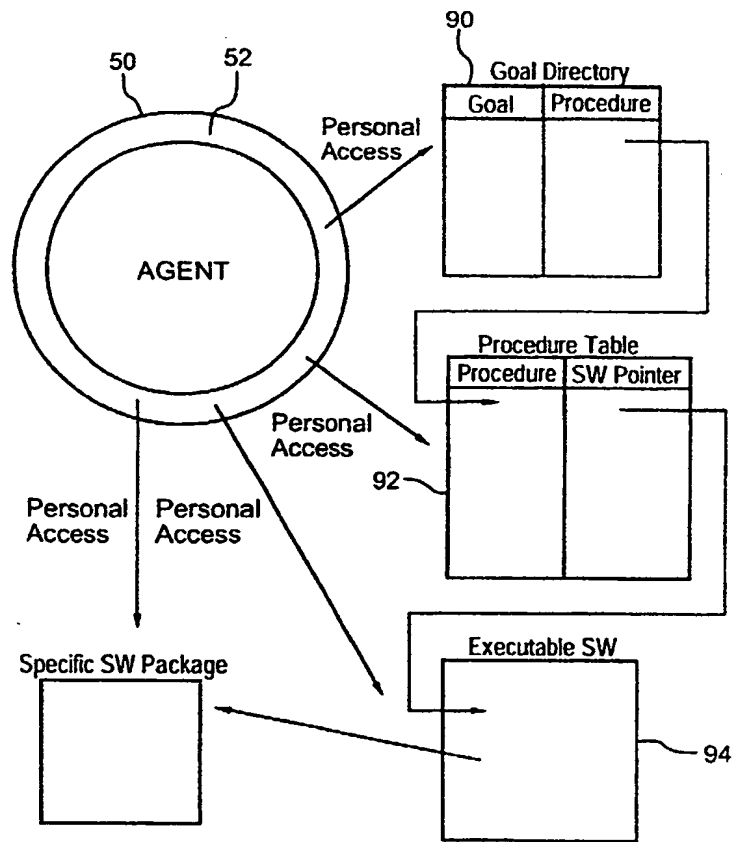 90
Goal Directory
Goal Procedure
50
52
Personal
Access
AGENT
Procedure Table
Procedure SW Pointer
Personal
Access
92
Personal
Access
Personal
Access
Specific SW Package
Executable SW
94